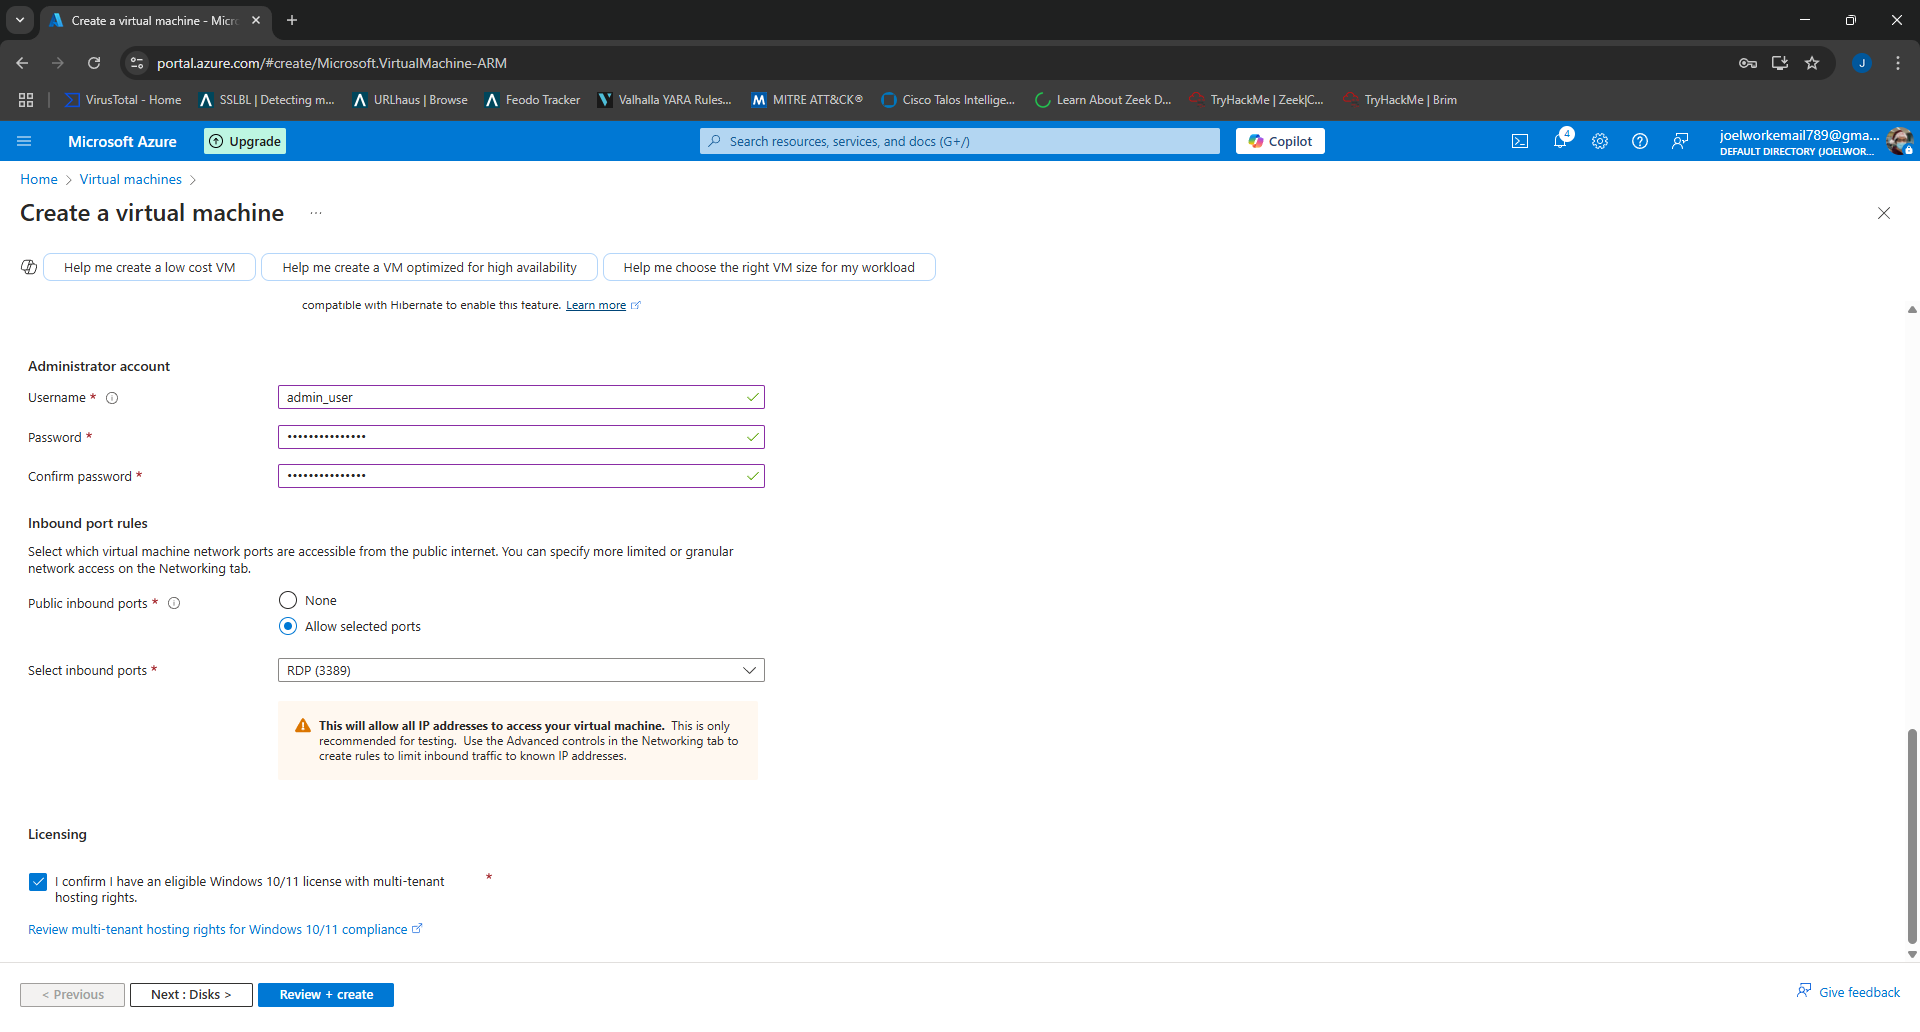 Create a virtual machine - Micr
portal.azure.com/#create/Microsoft.VirtualMachine-ARM
J
VirusTotal - Home
SSLBL | Detecting m...
URLhaus | Browse
Feodo Tracker
Valhalla YARA Rules...
MITRE ATT&CK®
Cisco Talos Intellige...
Learn About Zeek D...
TryHackMe | Zeek|C...
TryHackMe | Brim
Microsoft Azure
Upgrade
Search resources, services, and docs (G+/)
Copilot
4
joelworkemail789@gma...
DEFAULT DIRECTORY (JOELWOR...
Home > Virtual machines >
Create a virtual machine ...
Help me create a low cost VM
Help me create a VM optimized for high availability
Help me choose the right VM size for my workload
compatible with Hibernate to enable this feature. Learn more
Administrator account
Username *
admin_user
Password *
•••••••••••••••
Confirm password *
•••••••••••••••
Inbound port rules
Select which virtual machine network ports are accessible from the public internet. You can specify more limited or granular
network access on the Networking tab.
Public inbound ports *
None
Allow selected ports
Select inbound ports *
RDP (3389)
This will allow all IP addresses to access your virtual machine. This is only
recommended for testing. Use the Advanced controls in the Networking tab to
create rules to limit inbound traffic to known IP addresses.
Licensing
I confirm I have an eligible Windows 10/11 license with multi-tenant *
hosting rights.
Review multi-tenant hosting rights for Windows 10/11 compliance
< Previous
Next : Disks >
Review + create
Give feedback